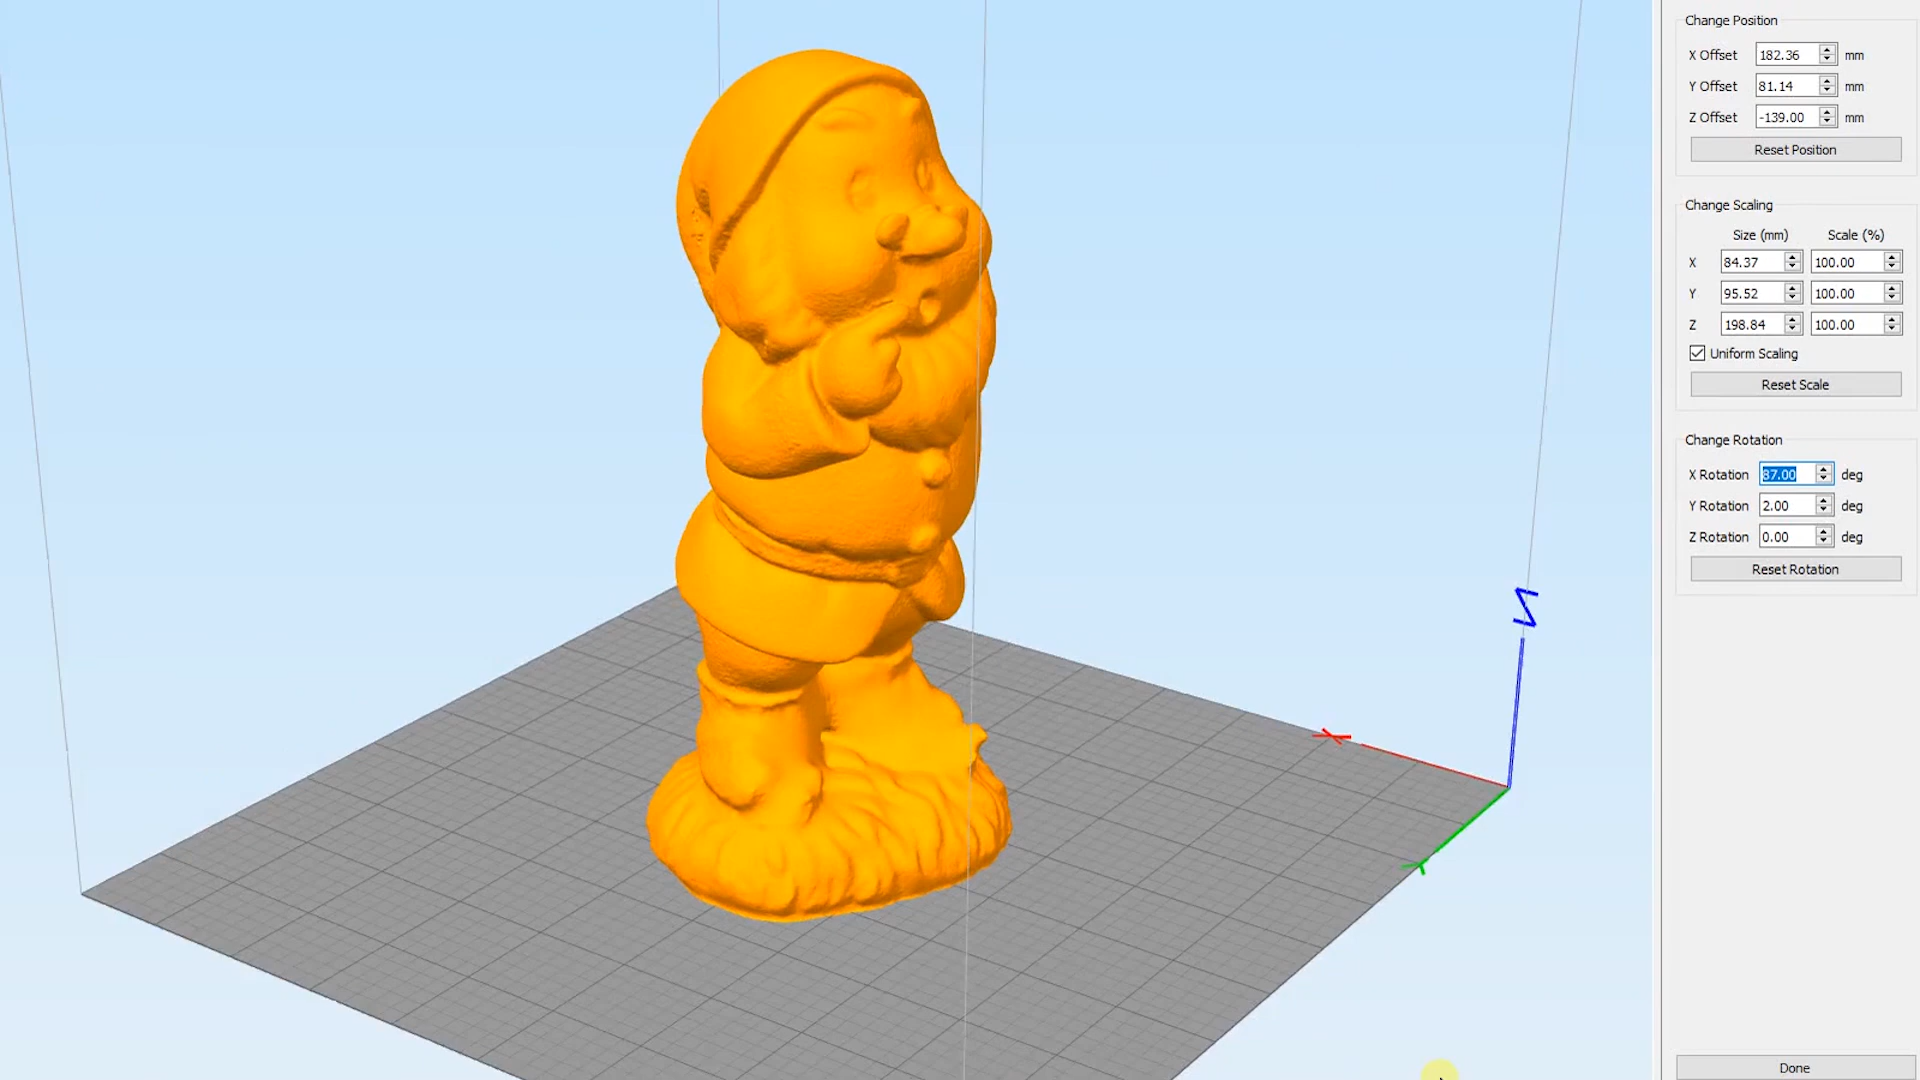 Change Position
X Offset 182.36 mm
Y Offset 81.14 mm
Z Offset -139.00 mm
Reset Position
Change Scaling
Size (mm) Scale (%)
X 84.37 100.00
Y 95.52 100.00
Z 198.84 100.00
Uniform Scaling
Reset Scale
Change Rotation
X Rotation 87.00 deg
Y Rotation 2.00 deg
Z Rotation 0.00 deg
Reset Rotation
Z
X
Y
Done